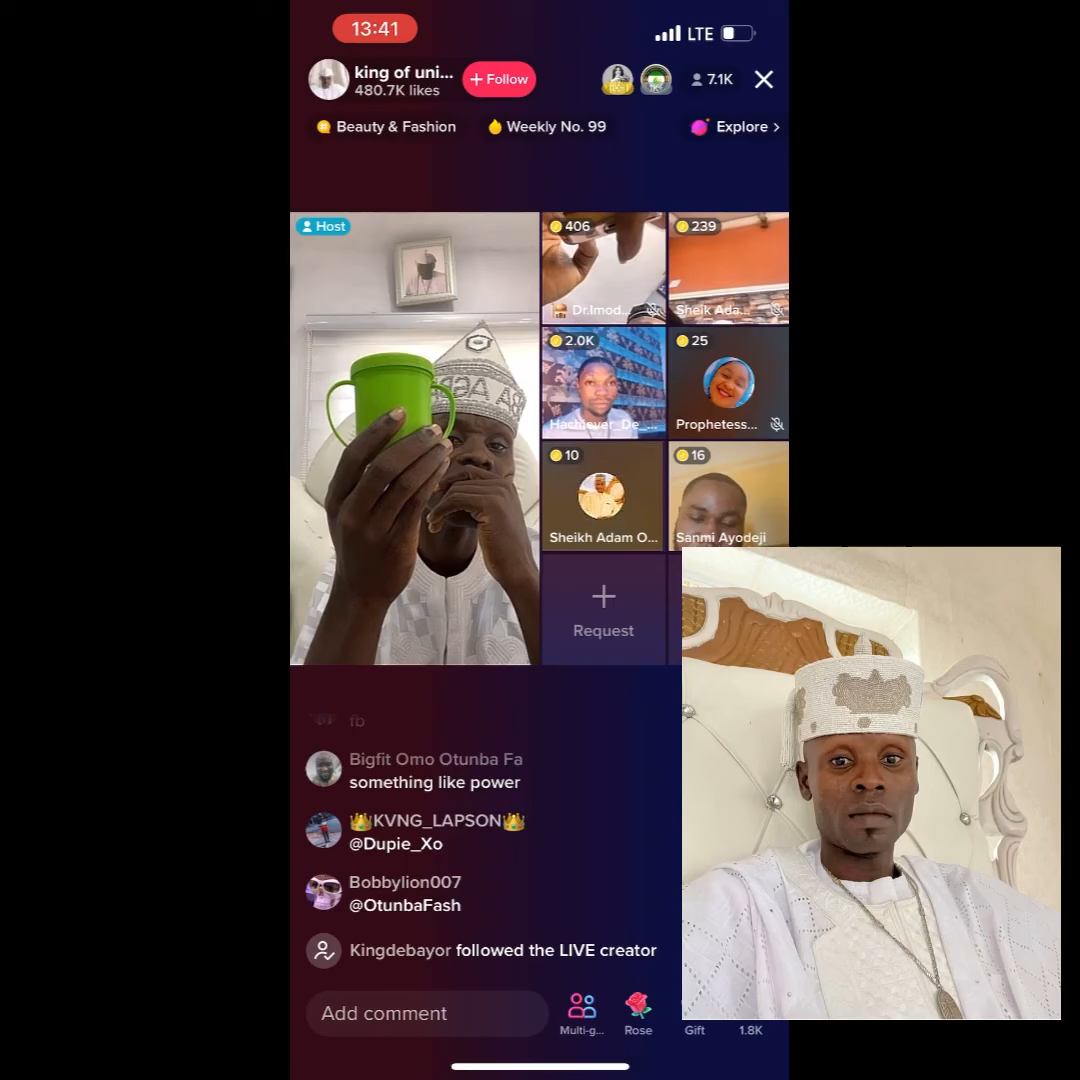 13:41
LTE
king of uni...
480.7K likes
+ Follow
7.1K
Beauty & Fashion
Weekly No. 99
Explore >
Host
406
239
Dr.Imod...
Sheik Ada...
2.0K
25
Hachiever_De_...
Prophetess...
10
16
Sheikh Adam O...
Sanmi Ayodeji
Request
fb
Bigfit Omo Otunba Fa
something like power
👑KVNG_LAPSON👑
@Dupie_Xo
Bobbylion007
@OtunbaFash
Kingdebayor followed the LIVE creator
Add comment
Multi-g...
Rose
Gift
1.8K